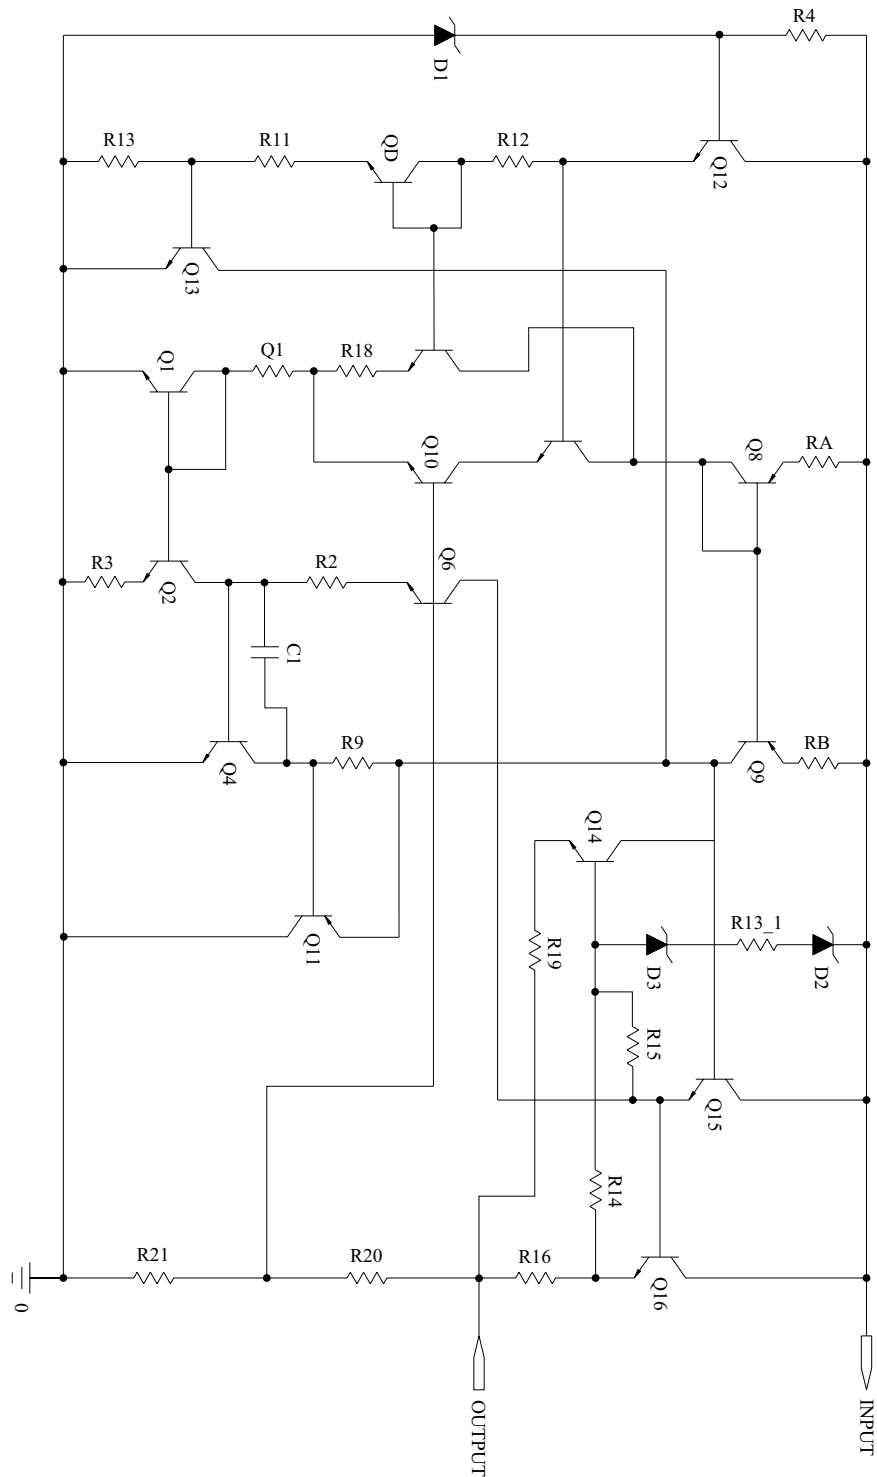 R4
D1
R13
R11
QD
R12
Q12
Q13
Q1
Q1
R18
Q10
Q8
RA
R3
Q2
R2
Q6
C1
Q4
R9
Q9
RB
Q14
Q11
R19
D3
R13_1
D2
R15
Q15
R14
R21
R20
R16
Q16
0
OUTPUT
INPUT